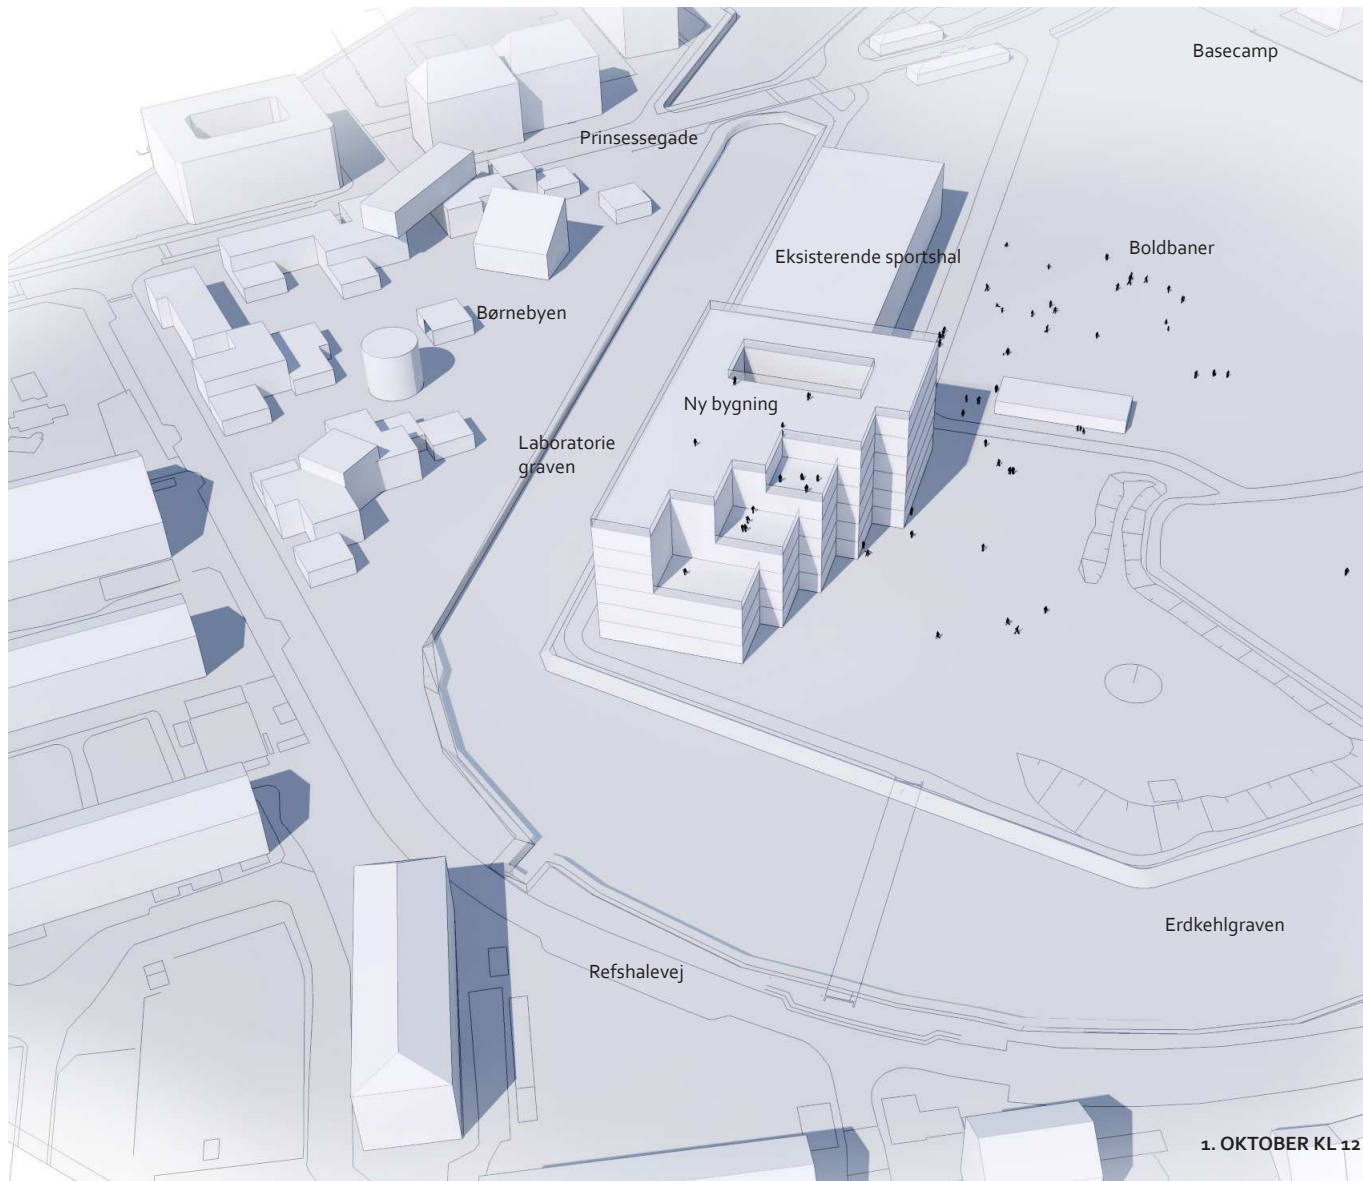 Basecamp
Prinsessegade
Eksisterende sportshal
Boldbaner
Børnebyen
Ny bygning
Laboratorie
graven
Erdkehlgraven
Refshalevej
1. OKTOBER KL 12